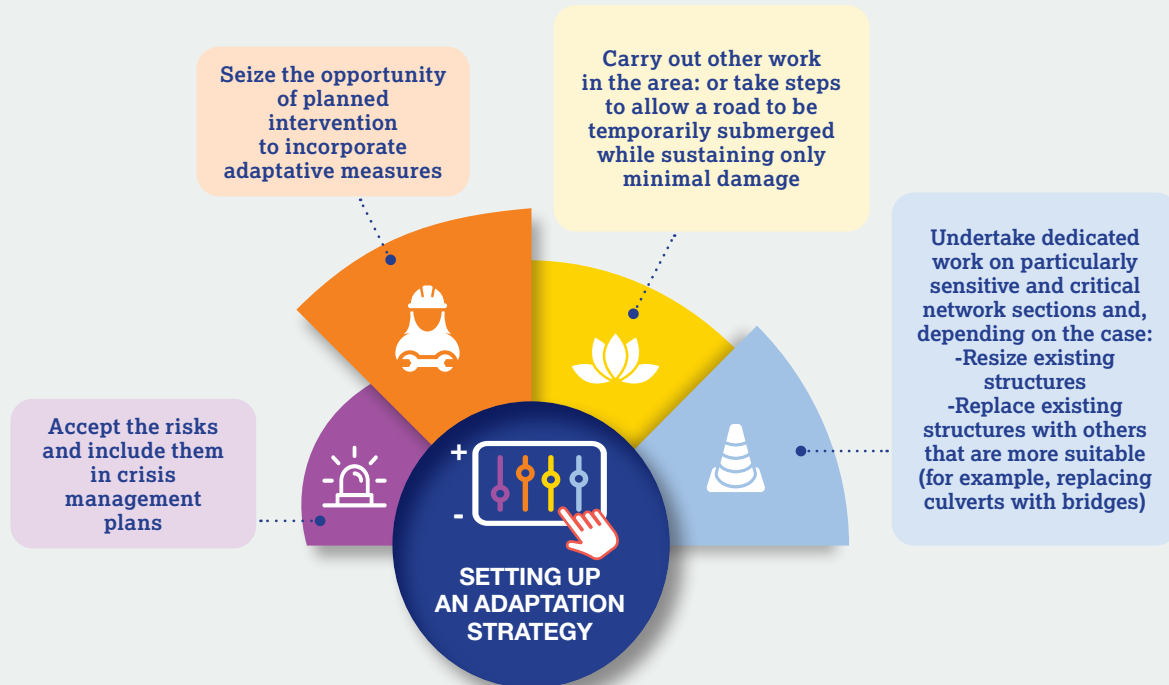 Seize the opportunity
of planned
intervention
to incorporate
adaptative measures
Carry out other work
in the area: or take steps
to allow a road to be
temporarily submerged
while sustaining only
minimal damage
Undertake dedicated
work on particularly
sensitive and critical
network sections and,
depending on the case:
-Resize existing
structures
-Replace existing
structures with others
that are more suitable
(for example, replacing
culverts with bridges)
Accept the risks
and include them
in crisis
management
plans
+
-
SETTING UP
AN ADAPTATION
STRATEGY